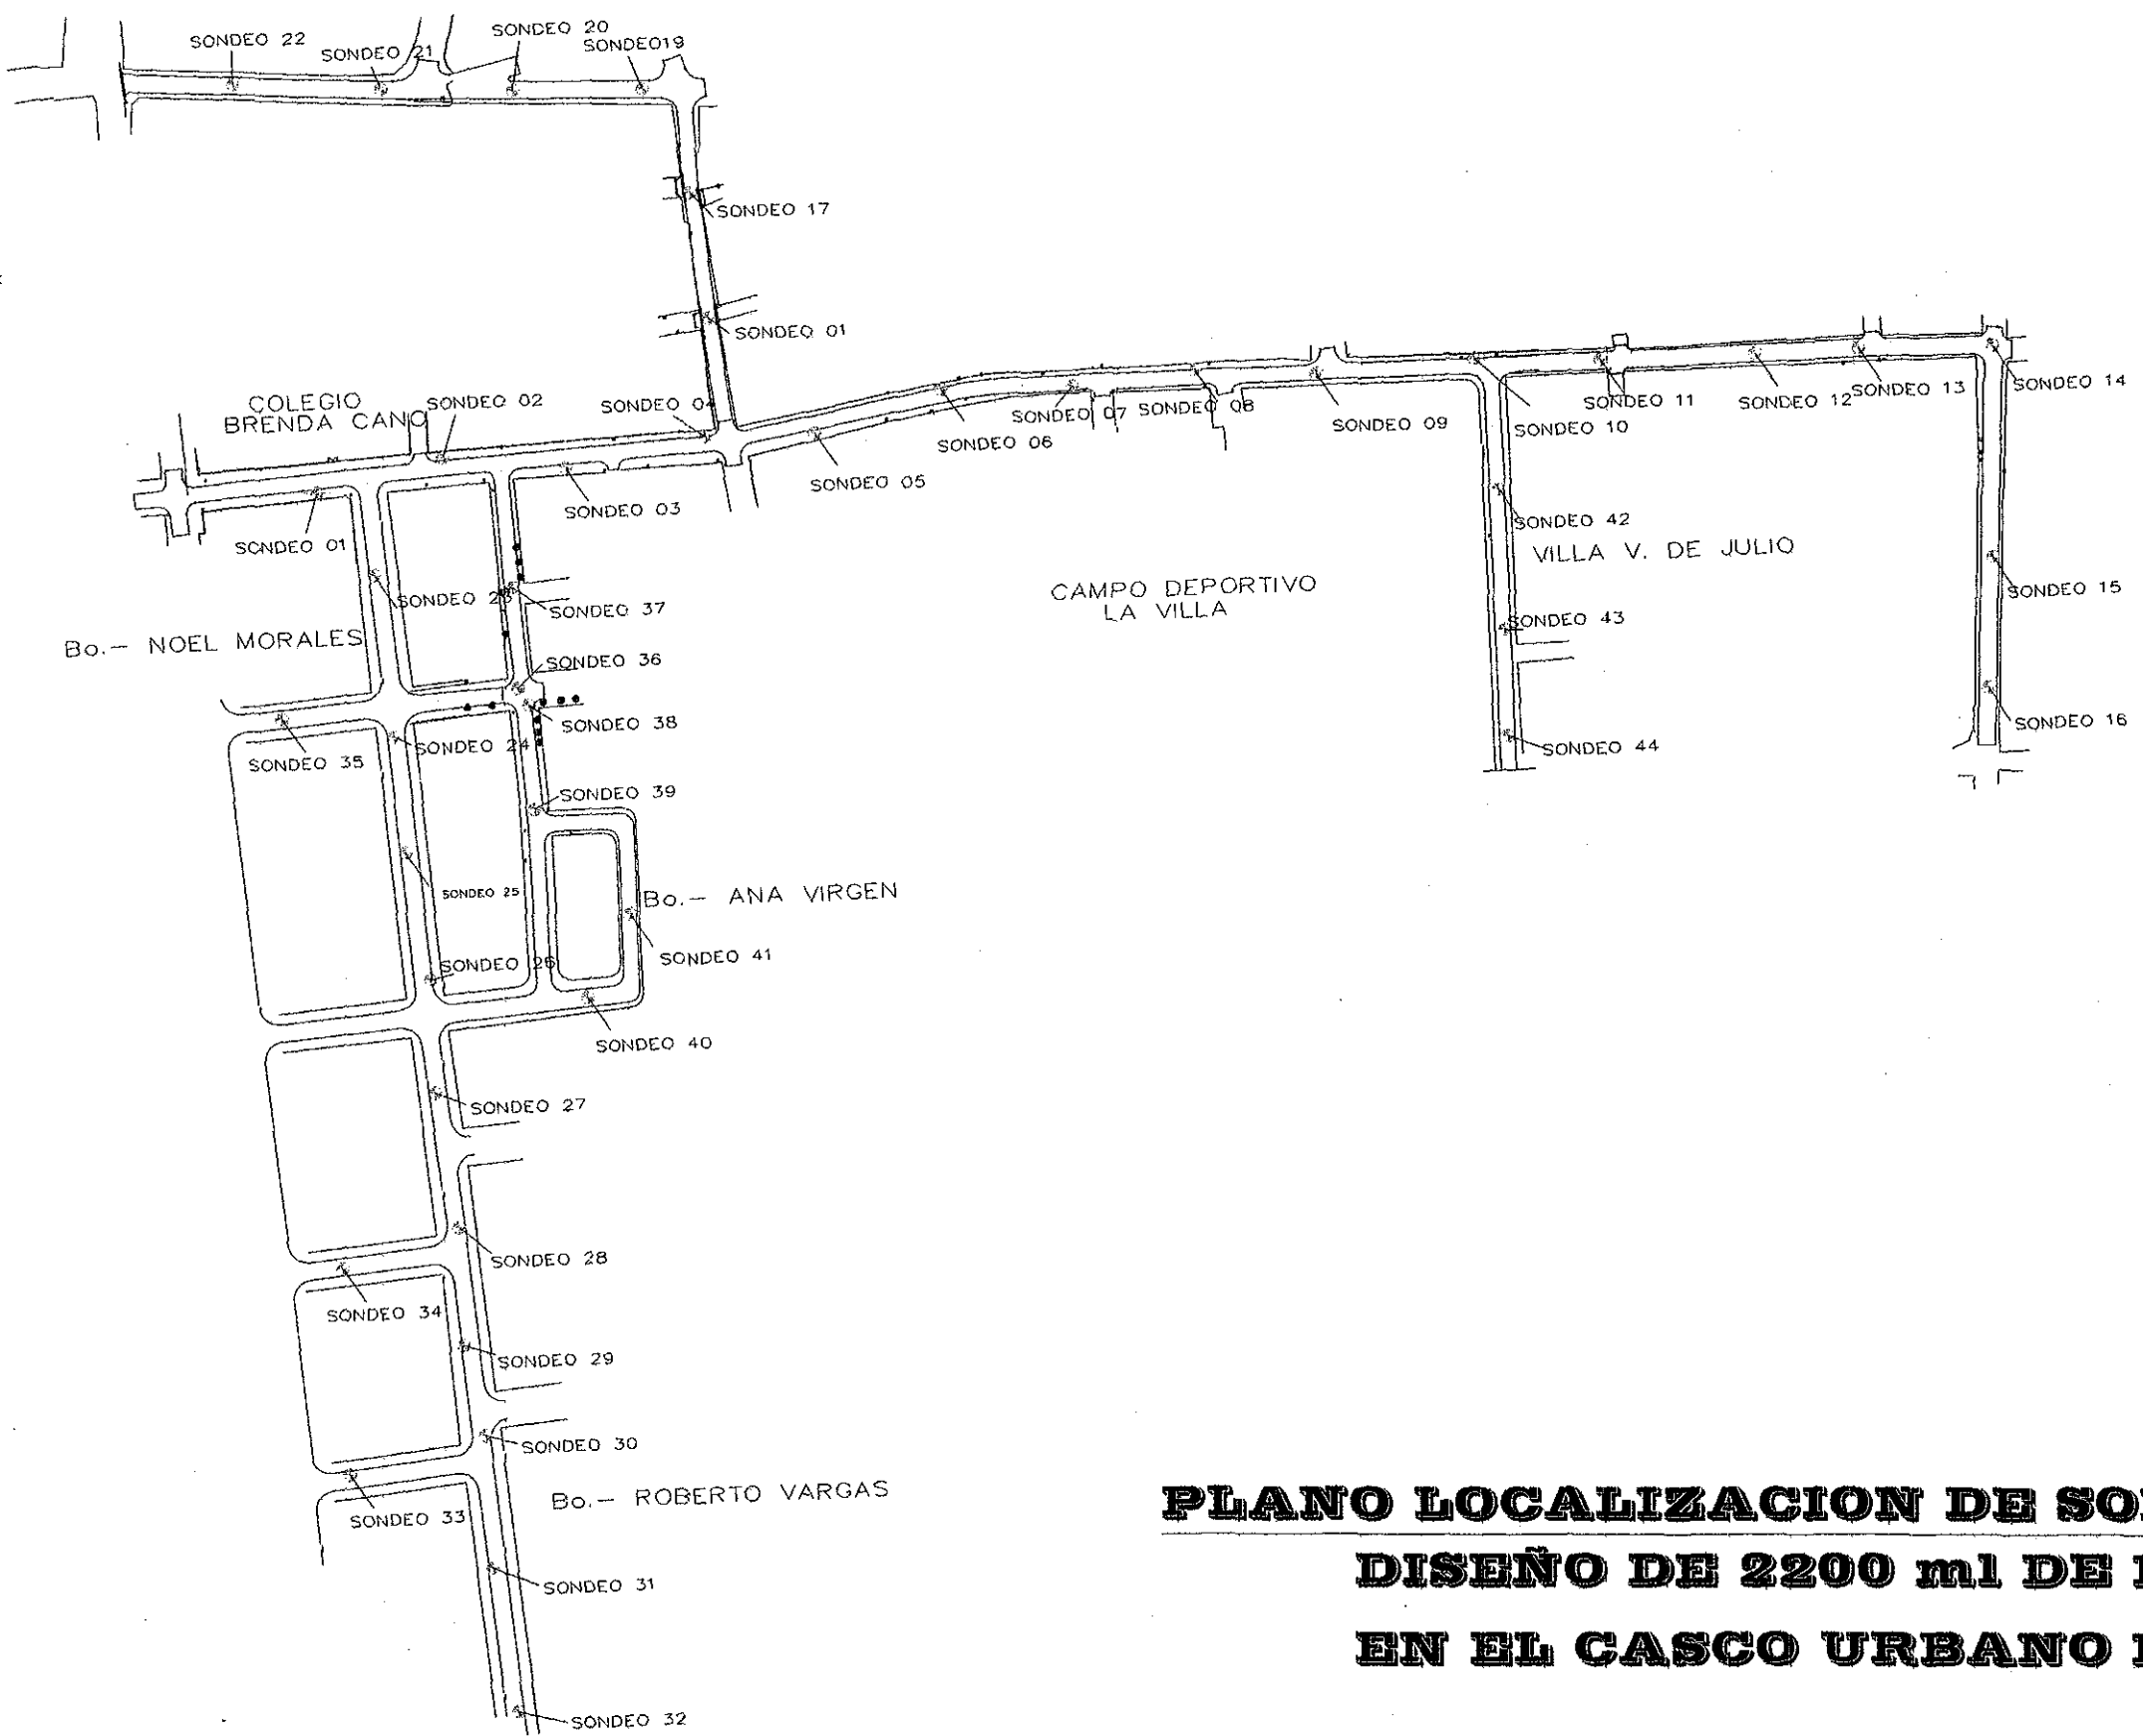 SONDEO 22
SONDEO 21
SONDEO 20
SONDEO19
SONDEO 17
SONDEO 01
COLEGIO
BRENDA CANO
SONDEO 02
SONDEO 04
SONDEO 03
SONDEO 01
SONDEO 05
SONDEO 06
SONDEO 07
SONDEO 08
SONDEO 09
SONDEO 10
SONDEO 11
SONDEO 12
SONDEO 13
SONDEO 14
SONDEO 42
VILLA V. DE JULIO
SONDEO 15
SONDEO 43
SONDEO 16
SONDEO 44
CAMPO DEPORTIVO
LA VILLA
SONDEO 23
SONDEO 37
Bo.- NOEL MORALES
SONDEO 36
SONDEO 38
SONDEO 24
SONDEO 35
SONDEO 39
SONDEO 25
Bo.- ANA VIRGEN
SONDEO 41
SONDEO 26
SONDEO 40
SONDEO 27
SONDEO 28
SONDEO 34
SONDEO 29
SONDEO 30
Bo.- ROBERTO VARGAS
SONDEO 33
SONDEO 31
SONDEO 32
PLANO LOCALIZACION DE
DISEÑO DE 2200 ml DE
EN EL CASCO URBANO